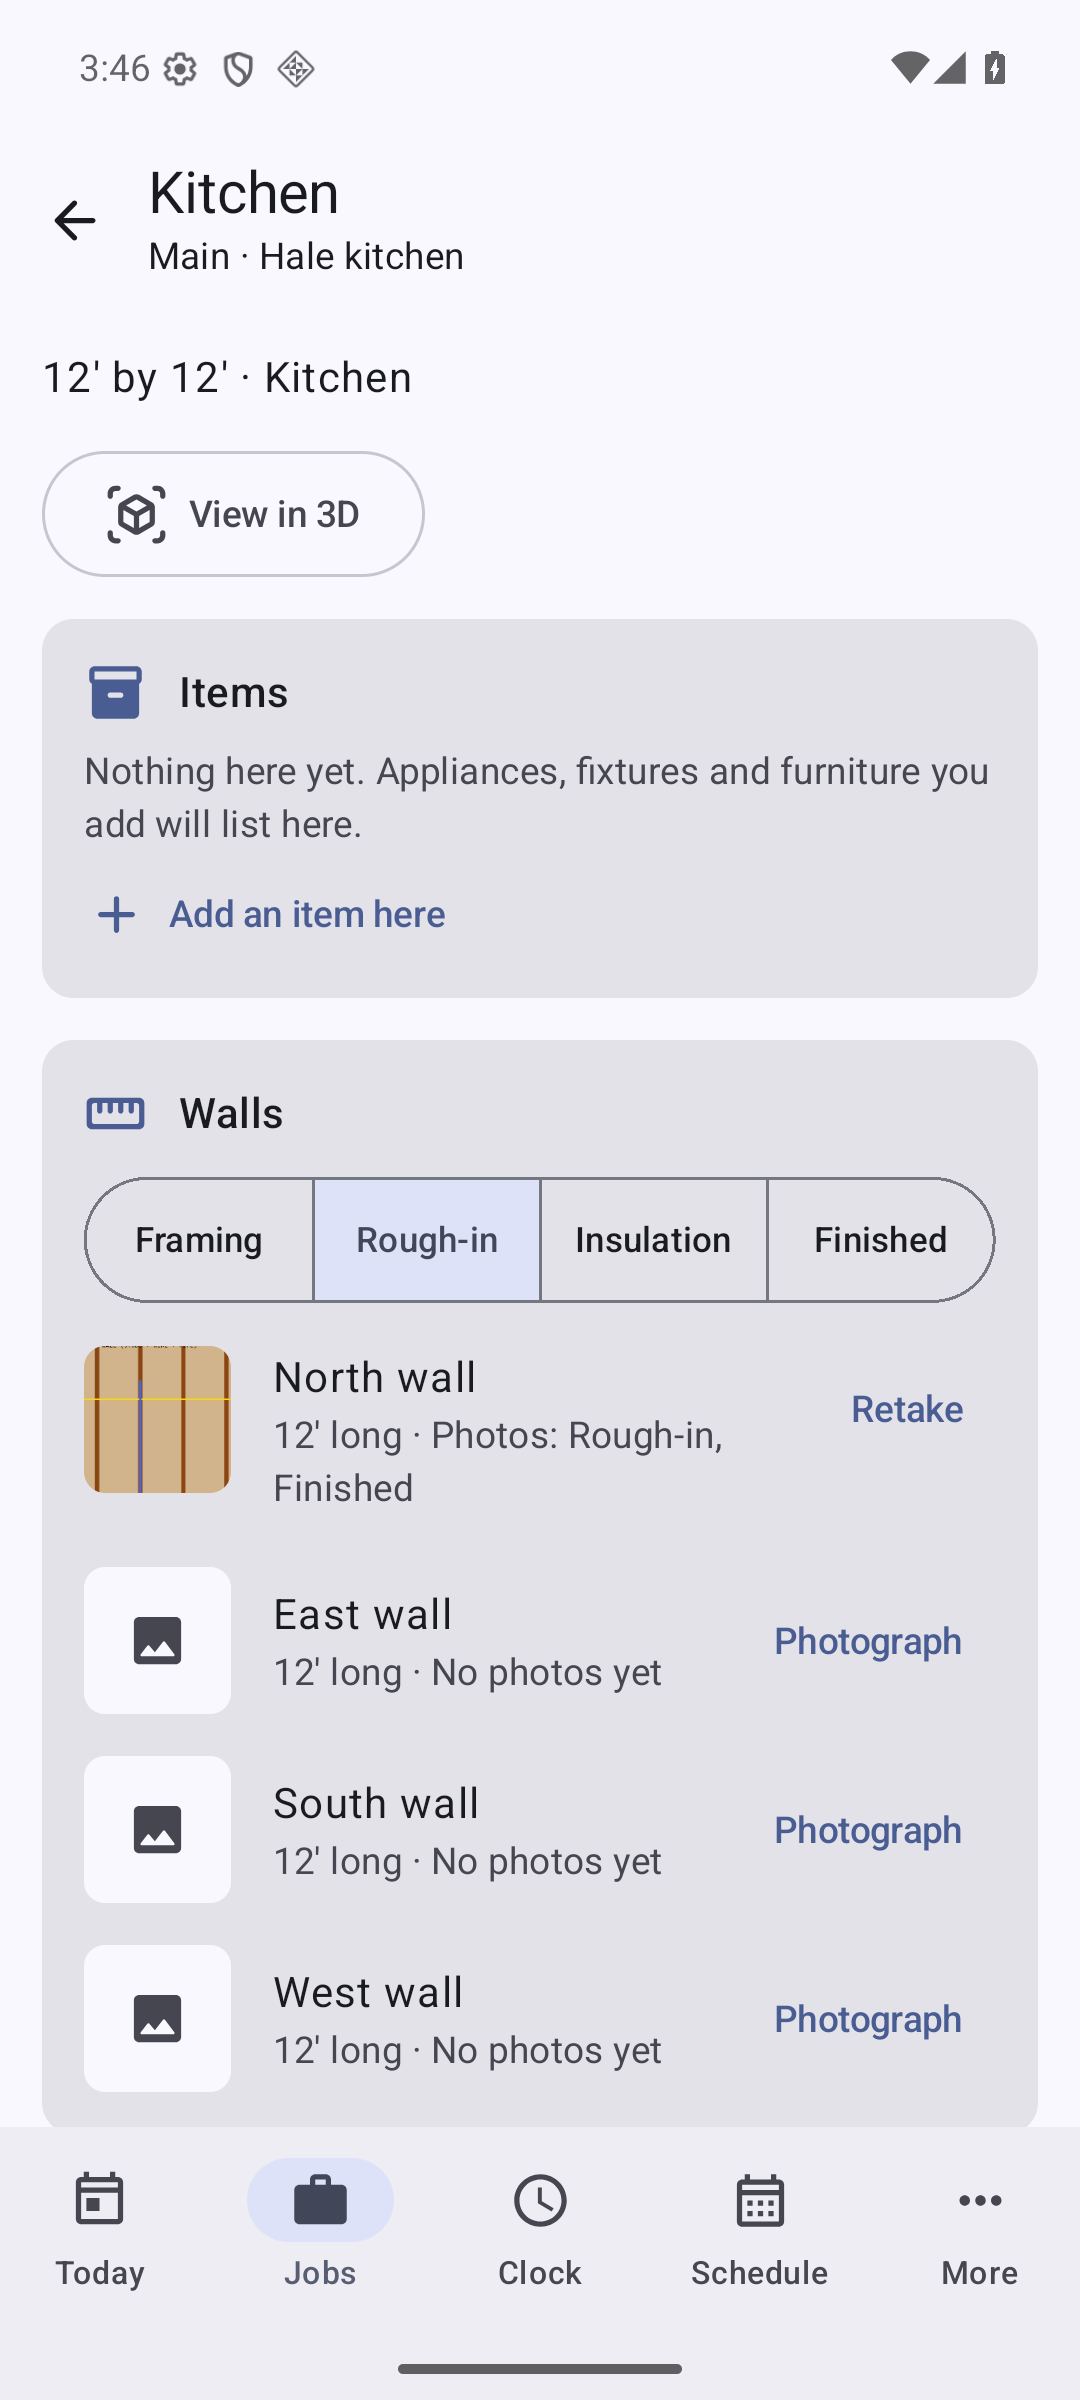 3:46
Kitchen
Main · Hale kitchen
12' by 12' · Kitchen
View in 3D
Items
Nothing here yet. Appliances, fixtures and furniture you
add will list here.
Add an item here
Walls
Framing
Rough-in
Insulation
Finished
North wall
12' long · Photos: Rough-in,
Finished
Retake
East wall
12' long · No photos yet
Photograph
South wall
12' long · No photos yet
Photograph
West wall
12' long · No photos yet
Photograph
Today
Jobs
Clock
Schedule
More